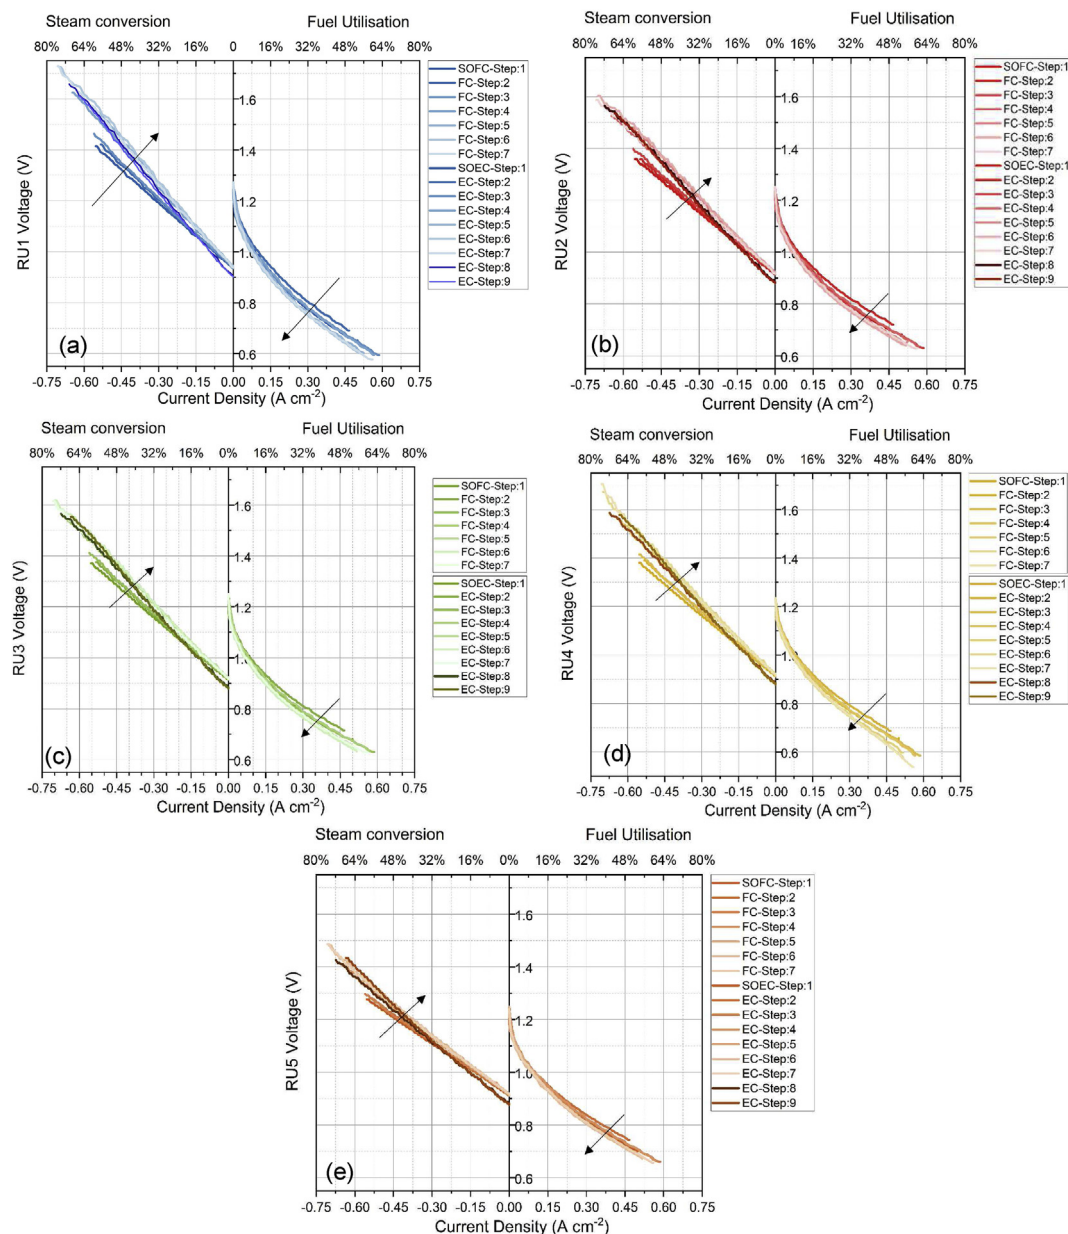 Steam conversion Fuel Utilisation
80% 64% 48% 32% 16% 0 16% 32% 48% 64% 80%
RU1 Voltage (V)
1.6
1.4
1.2
1.0
0.8
0.6
-0.75 -0.60 -0.45 -0.30 -0.15 0.00 0.15 0.30 0.45 0.60 0.75
Current Density (A cm-2)
(a)
SOFC-Step:1
FC-Step:2
FC-Step:3
FC-Step:4
FC-Step:5
FC-Step:6
FC-Step:7
SOEC-Step:1
EC-Step:2
EC-Step:3
EC-Step:4
EC-Step:5
EC-Step:6
EC-Step:7
EC-Step:8
EC-Step:9
Steam conversion Fuel Utilisation
80% 64% 48% 32% 16% 0% 16% 32% 48% 64% 80%
RU2 Voltage (V)
1.6
1.4
1.2
1.0
0.8
0.6
-0.75 -0.60 -0.45 -0.30 -0.15 0.00 0.15 0.30 0.45 0.60 0.75
Current Density (A cm-2)
(b)
SOFC-Step:1
FC-Step:2
FC-Step:3
FC-Step:4
FC-Step:5
FC-Step:6
FC-Step:7
SOEC-Step:1
EC-Step:2
EC-Step:3
EC-Step:4
EC-Step:5
EC-Step:6
EC-Step:7
EC-Step:8
EC-Step:9
Steam conversion Fuel Utilisation
80% 64% 48% 32% 16% 0% 16% 32% 48% 64% 80%
RU3 Voltage (V)
1.6
1.4
1.2
1.0
0.8
0.6
-0.75 -0.60 -0.45 -0.30 -0.15 0.00 0.15 0.30 0.45 0.60 0.75
Current Density (A cm-2)
(c)
SOFC-Step:1
FC-Step:2
FC-Step:3
FC-Step:4
FC-Step:5
FC-Step:6
FC-Step:7
SOEC-Step:1
EC-Step:2
EC-Step:3
EC-Step:4
EC-Step:5
EC-Step:6
EC-Step:7
EC-Step:8
EC-Step:9
Steam conversion Fuel Utilisation
80% 64% 48% 32% 16% 0% 16% 32% 48% 64% 80%
RU4 Voltage (V)
1.6
1.4
1.2
1.0
0.8
0.6
-0.75 -0.60 -0.45 -0.30 -0.15 0.00 0.15 0.30 0.45 0.60 0.75
Current Density (A cm-2)
(d)
SOFC-Step:1
FC-Step:2
FC-Step:3
FC-Step:4
FC-Step:5
FC-Step:6
FC-Step:7
SOEC-Step:1
EC-Step:2
EC-Step:3
EC-Step:4
EC-Step:5
EC-Step:6
EC-Step:7
EC-Step:8
EC-Step:9
Steam conversion Fuel Utilisation
80% 64% 48% 32% 16% 0% 16% 32% 48% 64% 80%
RU5 Voltage (V)
1.6
1.4
1.2
1.0
0.8
0.6
-0.75 -0.60 -0.45 -0.30 -0.15 0.00 0.15 0.30 0.45 0.60 0.75
Current Density (A cm-2)
(e)
SOFC-Step:1
FC-Step:2
FC-Step:3
FC-Step:4
FC-Step:5
FC-Step:6
FC-Step:7
SOEC-Step:1
EC-Step:2
EC-Step:3
EC-Step:4
EC-Step:5
EC-Step:6
EC-Step:7
EC-Step:8
EC-Step:9